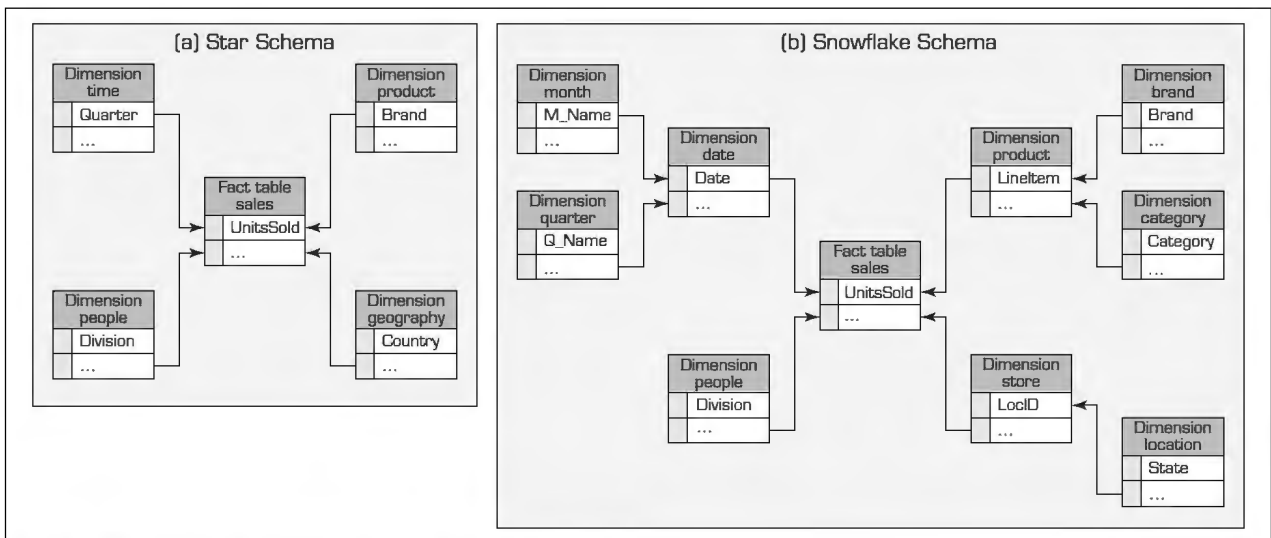 (a) Star Schema
Dimension
time
Quarter
...
Dimension
product
Brand
...
Fact table
sales
UnitsSold
...
Dimension
people
Division
...
Dimension
geography
Country
...
(b) Snowflake Schema
Dimension
month
M_Name
...
Dimension
quarter
Q_Name
...
Dimension
date
Date
...
Dimension
product
LineItem
...
Dimension
brand
Brand
...
Dimension
category
Category
...
Fact table
sales
UnitsSold
...
Dimension
people
Division
...
Dimension
store
LocID
...
Dimension
location
State
...